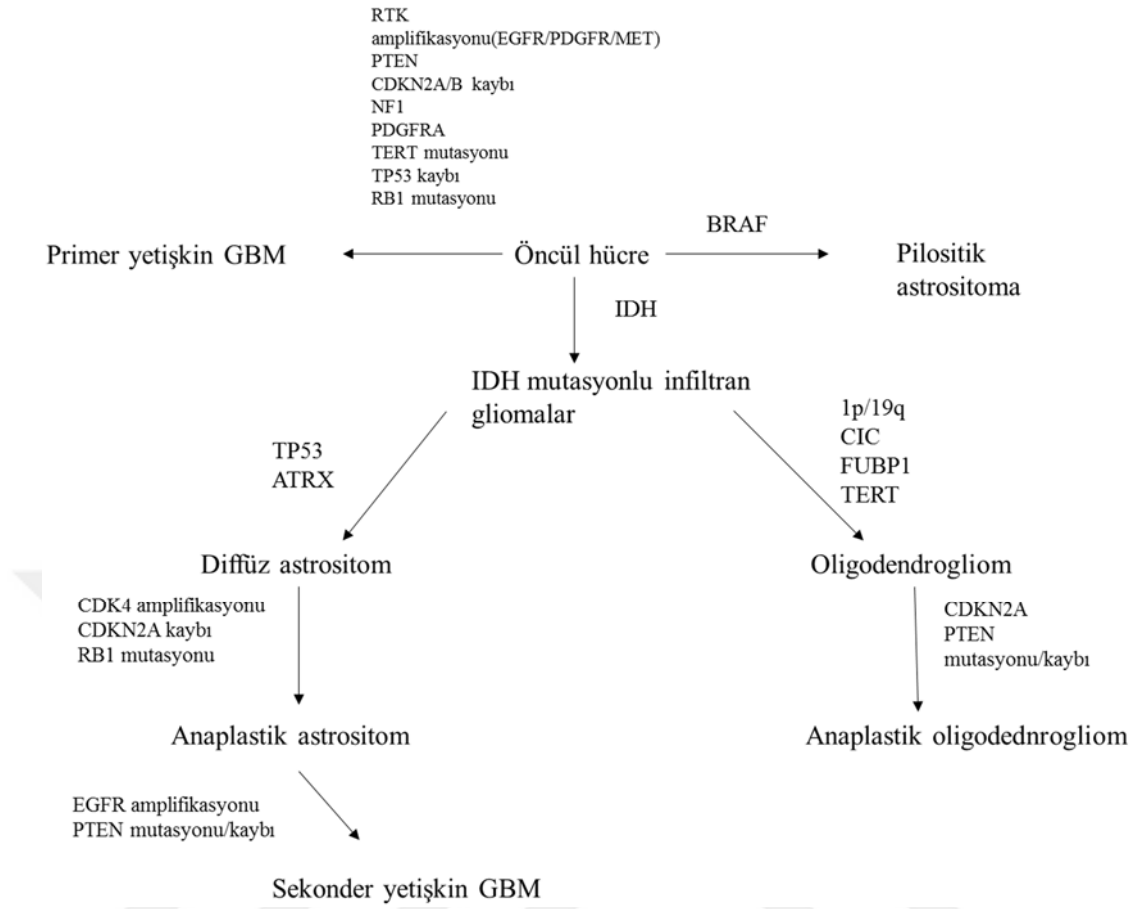 RTK
amplifikasyonu(EGFR/PDGFR/MET)
PTEN
CDKN2A/B kaybı
NF1
PDGFRA
TERT mutasyonu
TP53 kaybı
RB1 mutasyonu
BRAF
Primer yetişkin GBM
Öncül hücre
Pilositik
astrositoma
IDH
IDH mutasyonlu infiltran
gliomalar
TP53
ATRX
1p/19q
CIC
FUBP1
TERT
Diffüz astrositom
Oligodendrogliom
CDK4 amplifikasyonu
CDKN2A kaybı
RB1 mutasyonu
CDKN2A
PTEN
mutasyonu/kaybı
Anaplastik astrositom
Anaplastik oligodednrogliom
EGFR amplifikasyonu
PTEN mutasyonu/kaybı
Sekonder yetişkin GBM